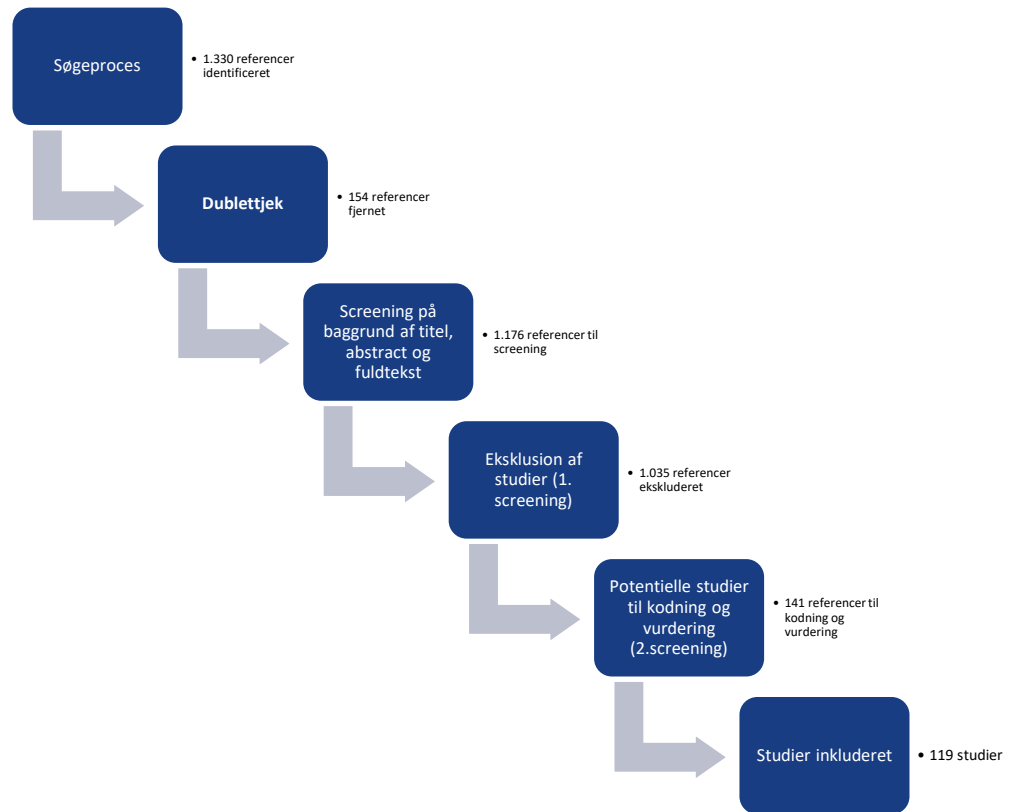 Søgeproces
• 1.330 referencer
identificeret
Dublettjek
• 154 referencer
fjernet
Screening på
baggrund af titel,
abstract og
fuldtekst
• 1.176 referencer til
screening
Eksklusion af
studier (1.
screening)
• 1.035 referencer
ekskluderet
Potentielle studier
til kodning og
vurdering
(2.screening)
• 141 referencer til
kodning og
vurdering
Studier inkluderet
• 119 studier